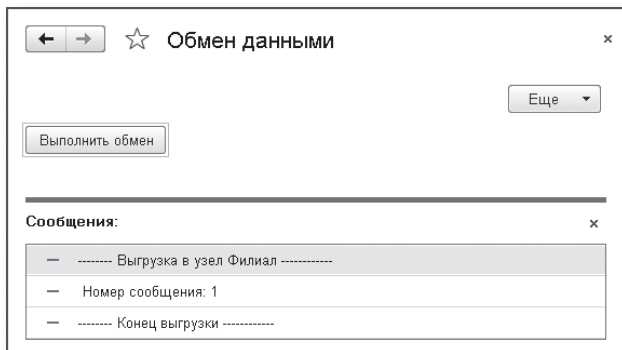 Обмен данными
Еще
Выполнить обмен
Сообщения:
-------- Выгрузка в узел Филиал ------------
Номер сообщения: 1
-------- Конец выгрузки ------------